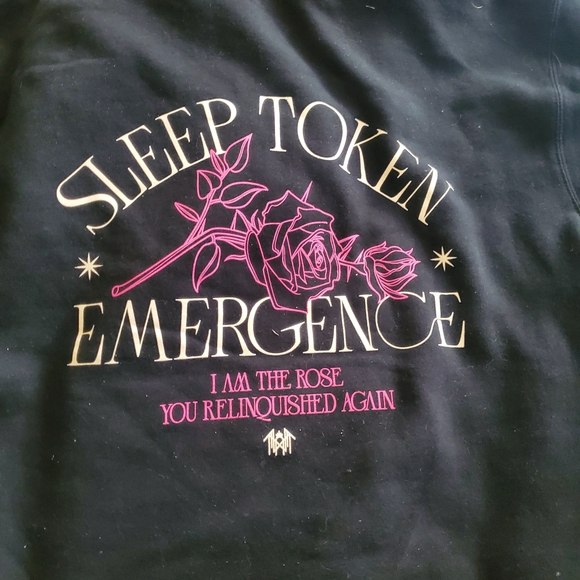 SLEEP TOKEN
EMERGENCE
I AM THE ROSE
YOU RELINQUISHED AGAIN